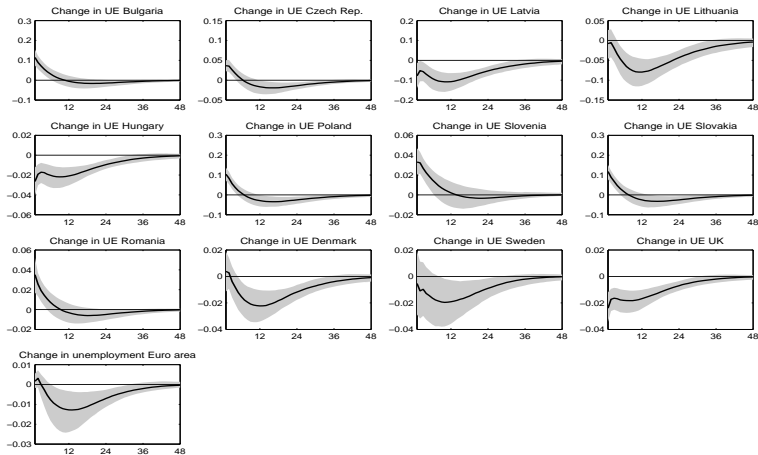 Change in UE Bulgaria
0.3
0.2
0.1
0
−0.1
12 24 36 48
Change in UE Czech Rep.
0.15
0.1
0.05
0
−0.05
12 24 36 48
Change in UE Latvia
0.2
0.1
0
−0.1
−0.2
12 24 36 48
Change in UE Lithuania
0.05
0
−0.05
−0.1
−0.15
12 24 36 48
Change in UE Hungary
0.02
0
−0.02
−0.04
−0.06
12 24 36 48
Change in UE Poland
0.3
0.2
0.1
0
−0.1
12 24 36 48
Change in UE Slovenia
0.06
0.04
0.02
0
−0.02
12 24 36 48
Change in UE Slovakia
0.3
0.2
0.1
0
−0.1
12 24 36 48
Change in UE Romania
0.06
0.04
0.02
0
−0.02
12 24 36 48
Change in UE Denmark
0.02
0
−0.02
−0.04
12 24 36 48
Change in UE Sweden
0.02
0
−0.02
−0.04
12 24 36 48
Change in UE UK
0.02
0
−0.02
−0.04
12 24 36 48
Change in unemployment Euro area
0.01
0
−0.01
−0.02
−0.03
12 24 36 48